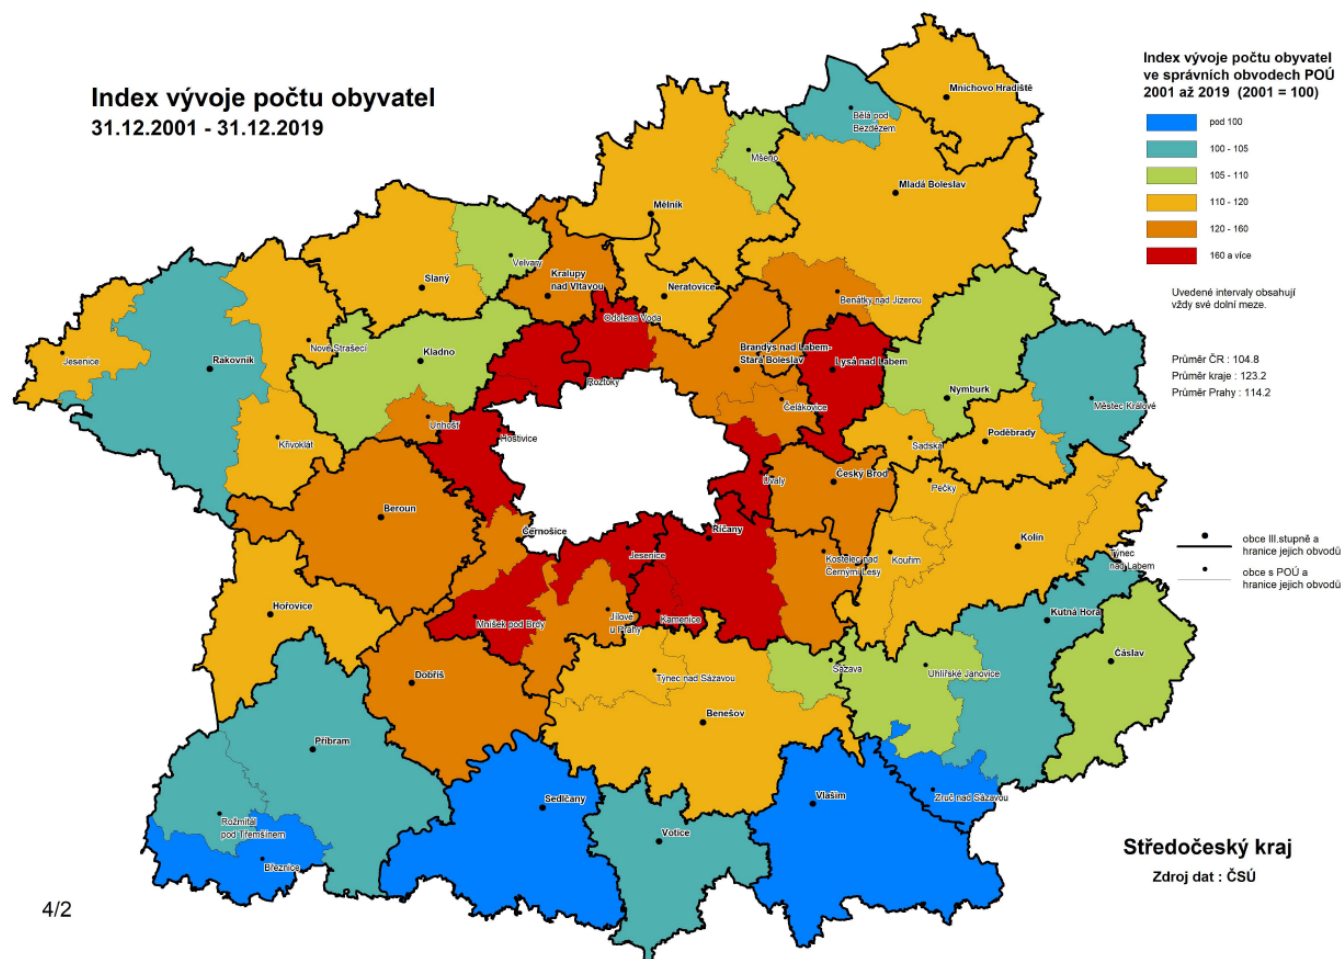 Index vývoje počtu obyvatel
31.12.2001 - 31.12.2019
Index vývoje počtu obyvatel
ve správních obvodech POÚ
2001 až 2019 (2001 = 100)
pod 100
100 - 105
105 - 110
110 - 120
120 - 160
160 a více
Uvedené intervaly obsahují
vždy své dolní meze.
Průměr ČR : 104.8
Průměr kraje : 123.2
Průměr Prahy : 114.2
obce III.stupně a
hranice jejich obvodů
obce s POÚ a
hranice jejich obvodů
Mnichovo Hradiště
Bělá pod
Bezdězem
Mšeno
Mladá Boleslav
Mělník
Velvary
Slaný
Kralupy
nad Vltavou
Neratovice
Benátky nad Jizerou
Odolena Voda
Nové Strašecí
Jesenice
Rakovník
Kladno
Brandýs nad Labem-
Stará Boleslav
Lysá nad Labem
Roztoky
Nymburk
Městec Králové
Čelákovice
Unhošť
Hostivice
Křivoklát
Sadská
Poděbrady
Úvaly
Český Brod
Pečky
Beroun
Černošice
Říčany
Kolín
Jesenice
Kostelec nad
Černými Lesy
Kouřim
Týnec
nad Labem
Hořovice
Mníšek pod Brdy
Jílové
u Prahy
Kamenice
Kutná Hora
Čáslav
Sázava
Uhlířské Janovice
Dobříš
Týnec nad Sázavou
Benešov
Příbram
Sedlčany
Vlašim
Zruč nad Sázavou
Rožmitál
pod Třemšínem
Votice
Březnice
Středočeský kraj
Zdroj dat : ČSÚ
4/2